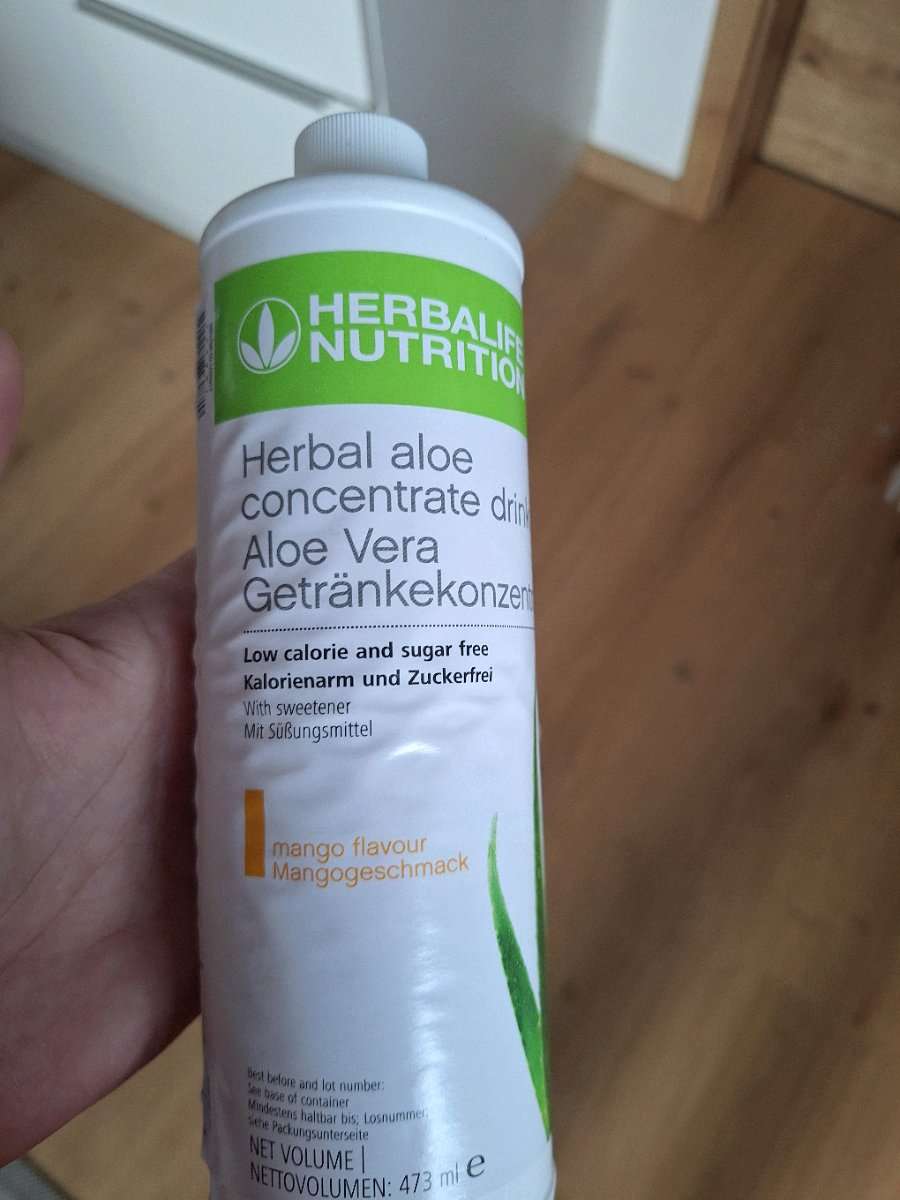 HERBALIFE
NUTRITION
Herbal aloe
concentrate drink
Aloe Vera
Getränkekonzent
Low calorie and sugar free
Kalorienarm und Zuckerfrei
With sweetener
Mit Süßungsmittel
mango flavour
Mangogeschmack
Best before and lot number:
See base of container
Mindestens haltbar bis; Losnummer:
siehe Packungsunterseite
NET VOLUME |
NETTOVOLUMEN: 473 ml e